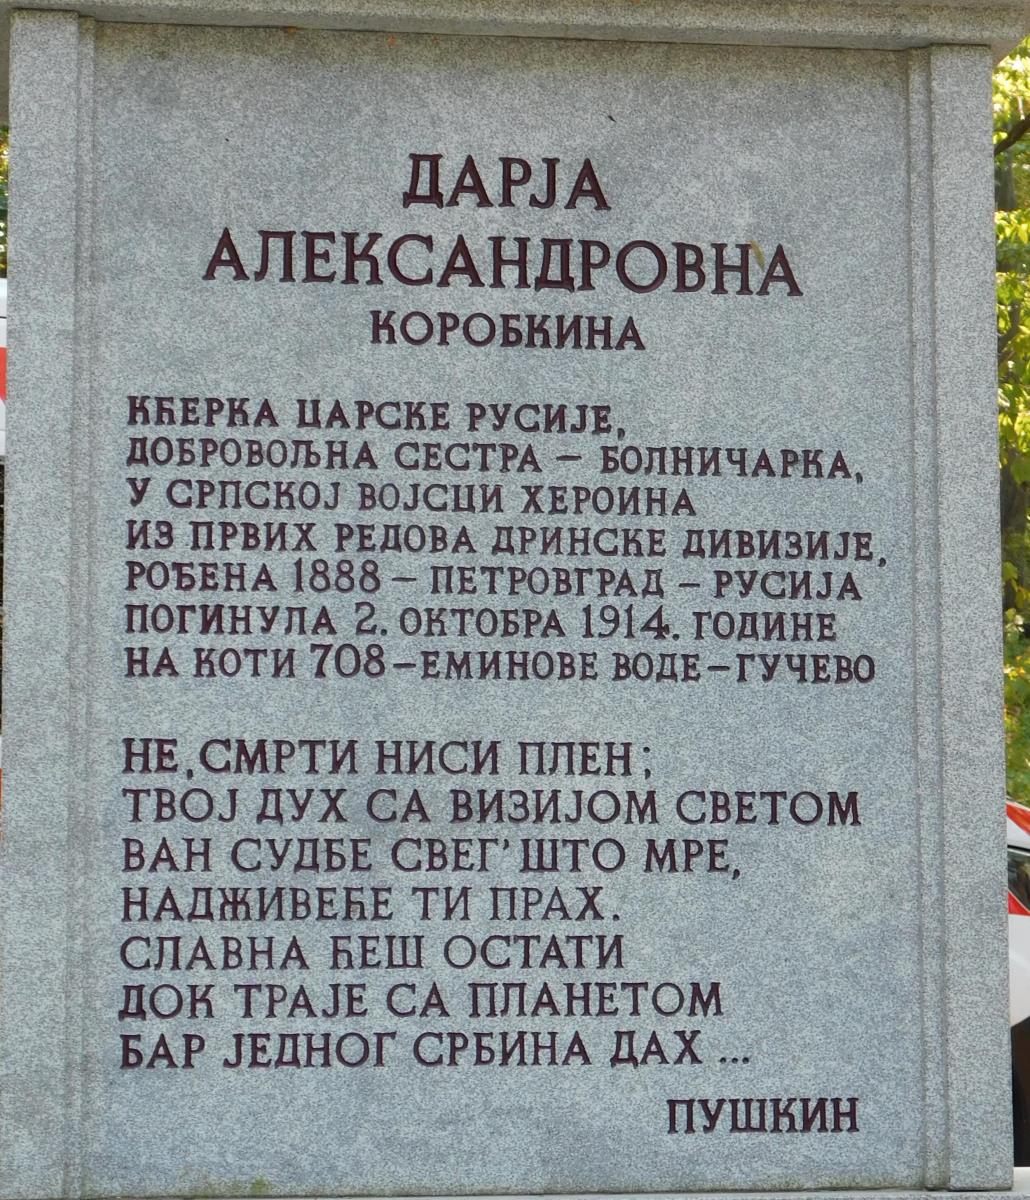 ДАРЈА
АЛЕКСАНДРОВНА
КОРОБКИНА
КЋЕРКА ЦАРСКЕ РУСИЈЕ,
ДОБРОВОЉНА СЕСТРА – БОЛНИЧАРКА,
У СРПСКОЈ ВОЈСЦИ ХЕРОИНА
ИЗ ПРВИХ РЕДОВА ДРИНСКЕ ДИВИЗИЈЕ,
РОЂЕНА 1888 – ПЕТРОВГРАД – РУСИЈА
ПОГИНУЛА 2. ОКТОБРА 1914. ГОДИНЕ
НА КОТИ 708 – ЕМИНОВЕ ВОДЕ – ГУЧЕВО
НЕ, СМРТИ НИСИ ПЛЕН;
ТВОЈ ДУХ СА ВИЗИЈОМ СВЕТОМ
ВАН СУДБЕ СВЕГ' ШТО МРЕ,
НАДЖИВЕЋЕ ТИ ПРАХ.
СЛАВНА ЋЕШ ОСТАТИ
ДОК ТРАЈЕ СА ПЛАНЕТОМ
БАР ЈЕДНОГ СРБИНА ДАХ ...
ПУШКИН